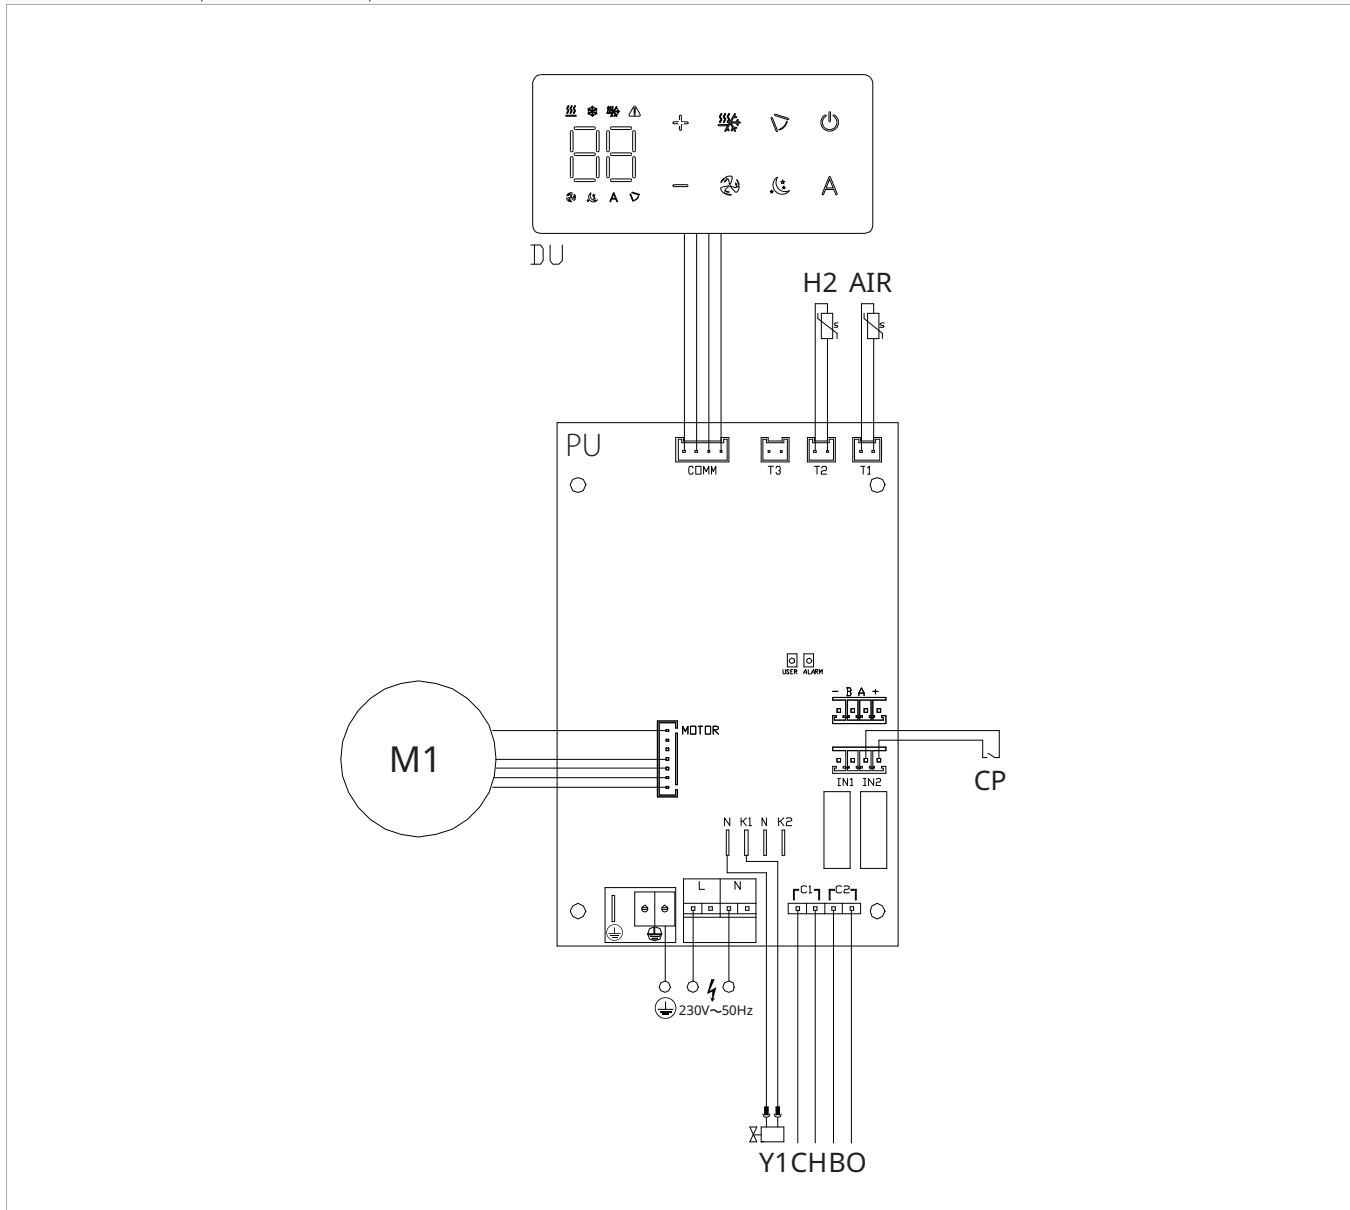 A
A
DU
H2 AIR
S S
PU
COMM T3 T2 T1
USER ALARM
- B A +
MOTOR
M1
IN1 IN2
CP
N K1 N K2
L N
C1 C2
230V~50Hz
Y1CHBO